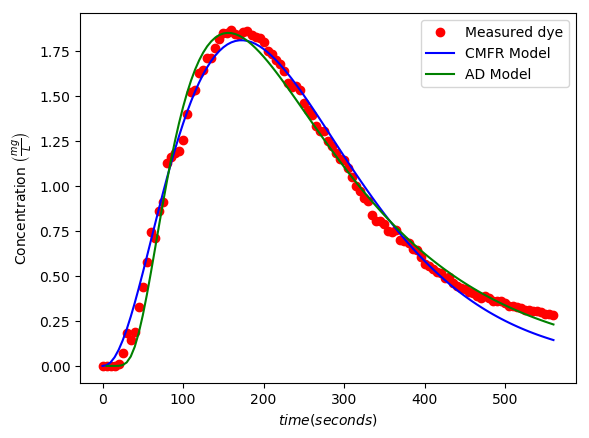 Measured dye
CMFR Model
AD Model
Concentration (mg/L)
1.75
1.50
1.25
1.00
0.75
0.50
0.25
0.00
0 100 200 300 400 500
time(seconds)